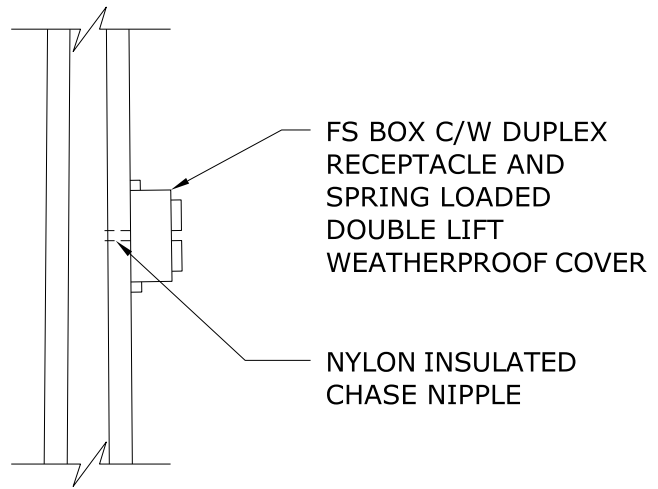 FS BOX C/W DUPLEX
RECEPTACLE AND
SPRING LOADED
DOUBLE LIFT
WEATHERPROOF COVER
NYLON INSULATED
CHASE NIPPLE